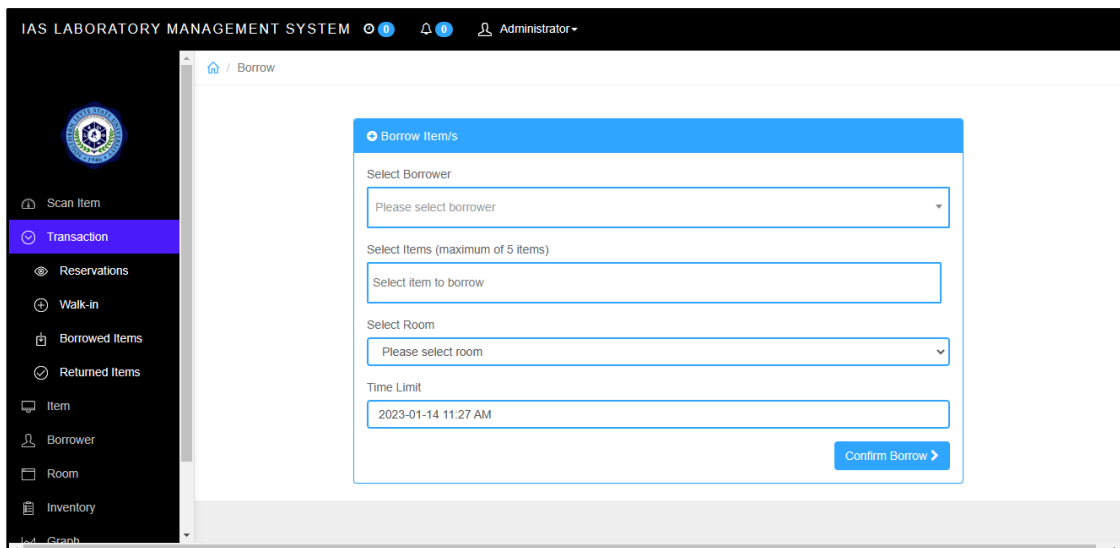 IAS LABORATORY MANAGEMENT SYSTEM 0 0 Administrator
/ Borrow
Scan Item
Transaction
Reservations
Walk-in
Borrowed Items
Returned Items
Item
Borrower
Room
Inventory
Graph
Borrow Item/s
Select Borrower
Please select borrower
Select Items (maximum of 5 items)
Select item to borrow
Select Room
Please select room
Time Limit
2023-01-14 11:27 AM
Confirm Borrow